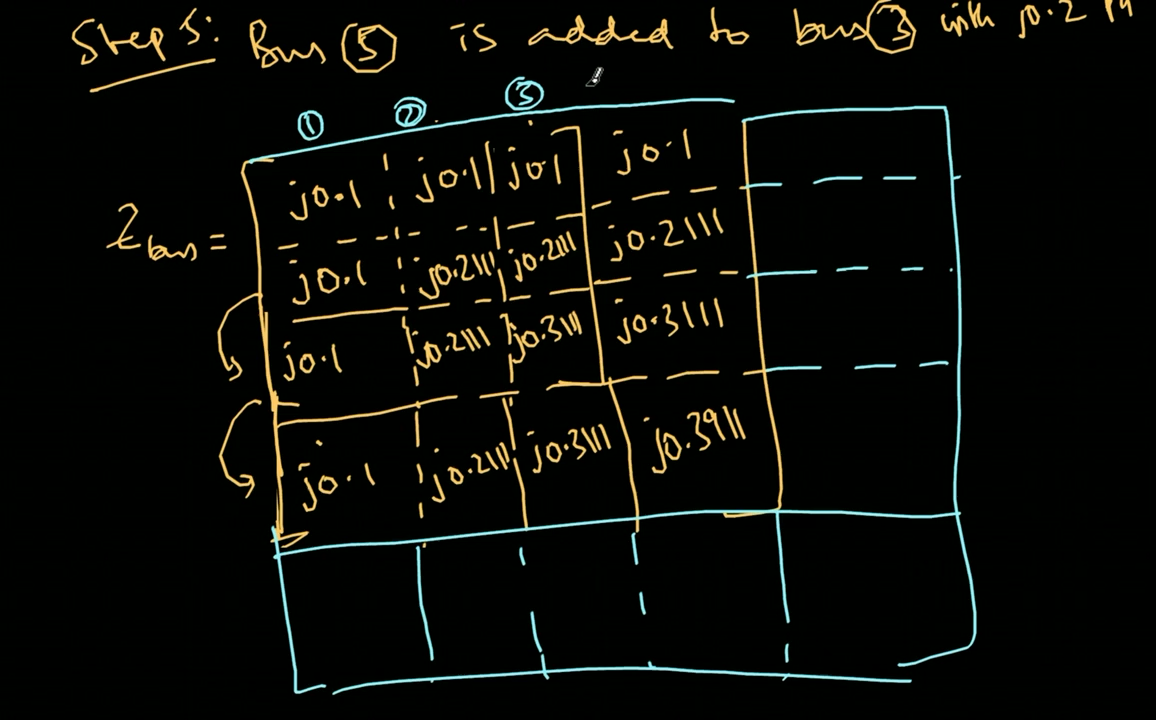 Step 5: Bus ⑤ is added to bus ③ with j0.2
① ② ③
j0.1 j0.1 j0.1 j0.1
Zbus =
j0.1 j0.2111 j0.2111 j0.2111
j0.1 j0.2111 j0.3111 j0.3111
j0.1 j0.2111 j0.3111 j0.3911